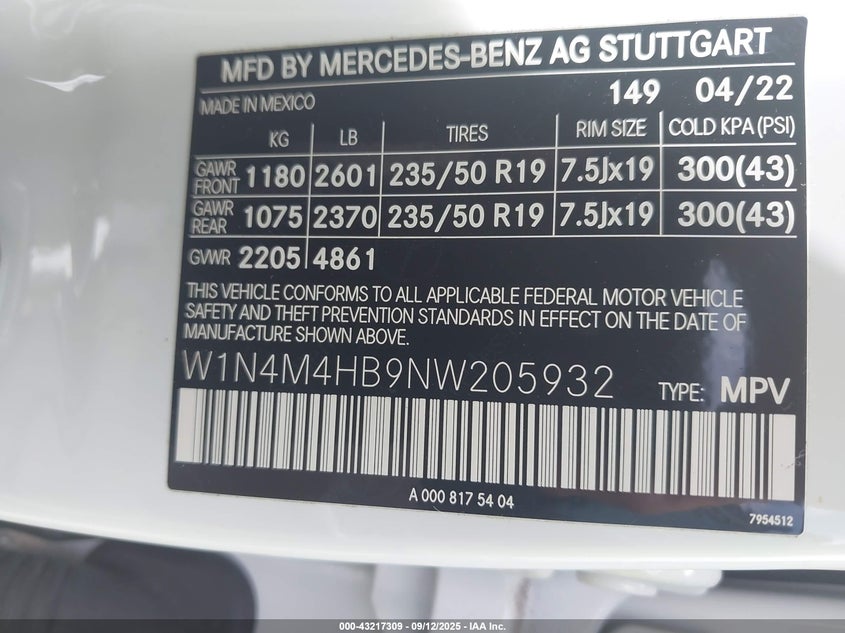 MFD BY MERCEDES-BENZ AG STUTTGART
MADE IN MEXICO 149 04/22
KG LB TIRES RIM SIZE COLD KPA (PSI)
GAWR FRONT 1180 2601 235/50 R19 7.5Jx19 300(43)
GAWR REAR 1075 2370 235/50 R19 7.5Jx19 300(43)
GVWR 2205 4861
THIS VEHICLE CONFORMS TO ALL APPLICABLE FEDERAL MOTOR VEHICLE
SAFETY AND THEFT PREVENTION STANDARDS IN EFFECT ON THE DATE OF
MANUFACTURE SHOWN ABOVE.
W1N4M4HB9NW205932 TYPE: MPV
A 000 817 54 04
7954512
000-43217309 - 09/12/2025 - IAA Inc.